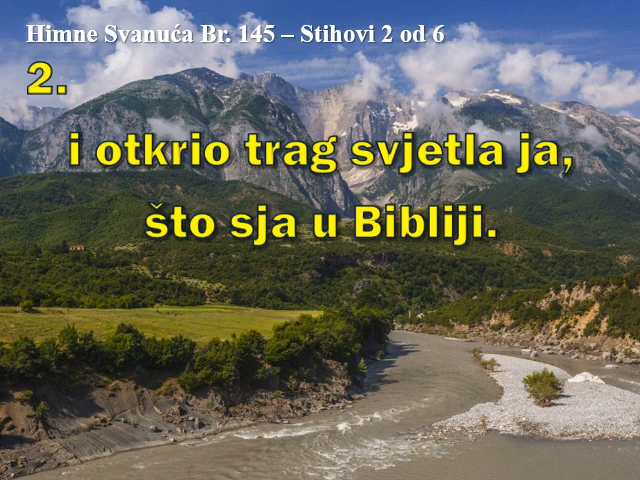 Himne Svanuća Br. 145 – Stihovi 2 od 6
2.
i otkrio trag svjetla ja,
što sja u Bibliji.